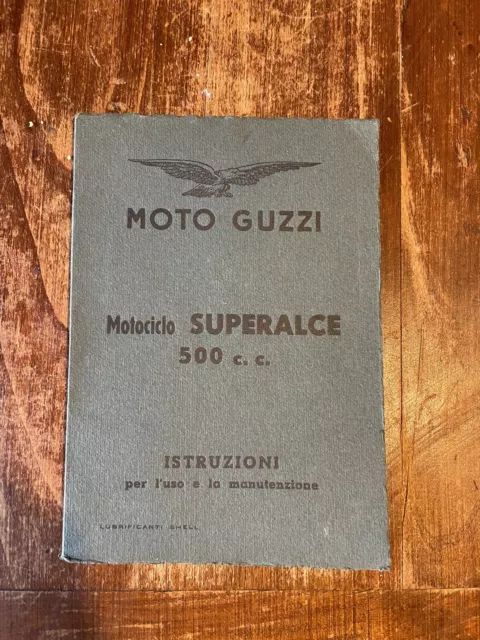 MOTO GUZZI
Motociclo SUPERALCE
500 c. c.
ISTRUZIONI
per l'uso e la manutenzione
LUBRIFICANTI SHELL